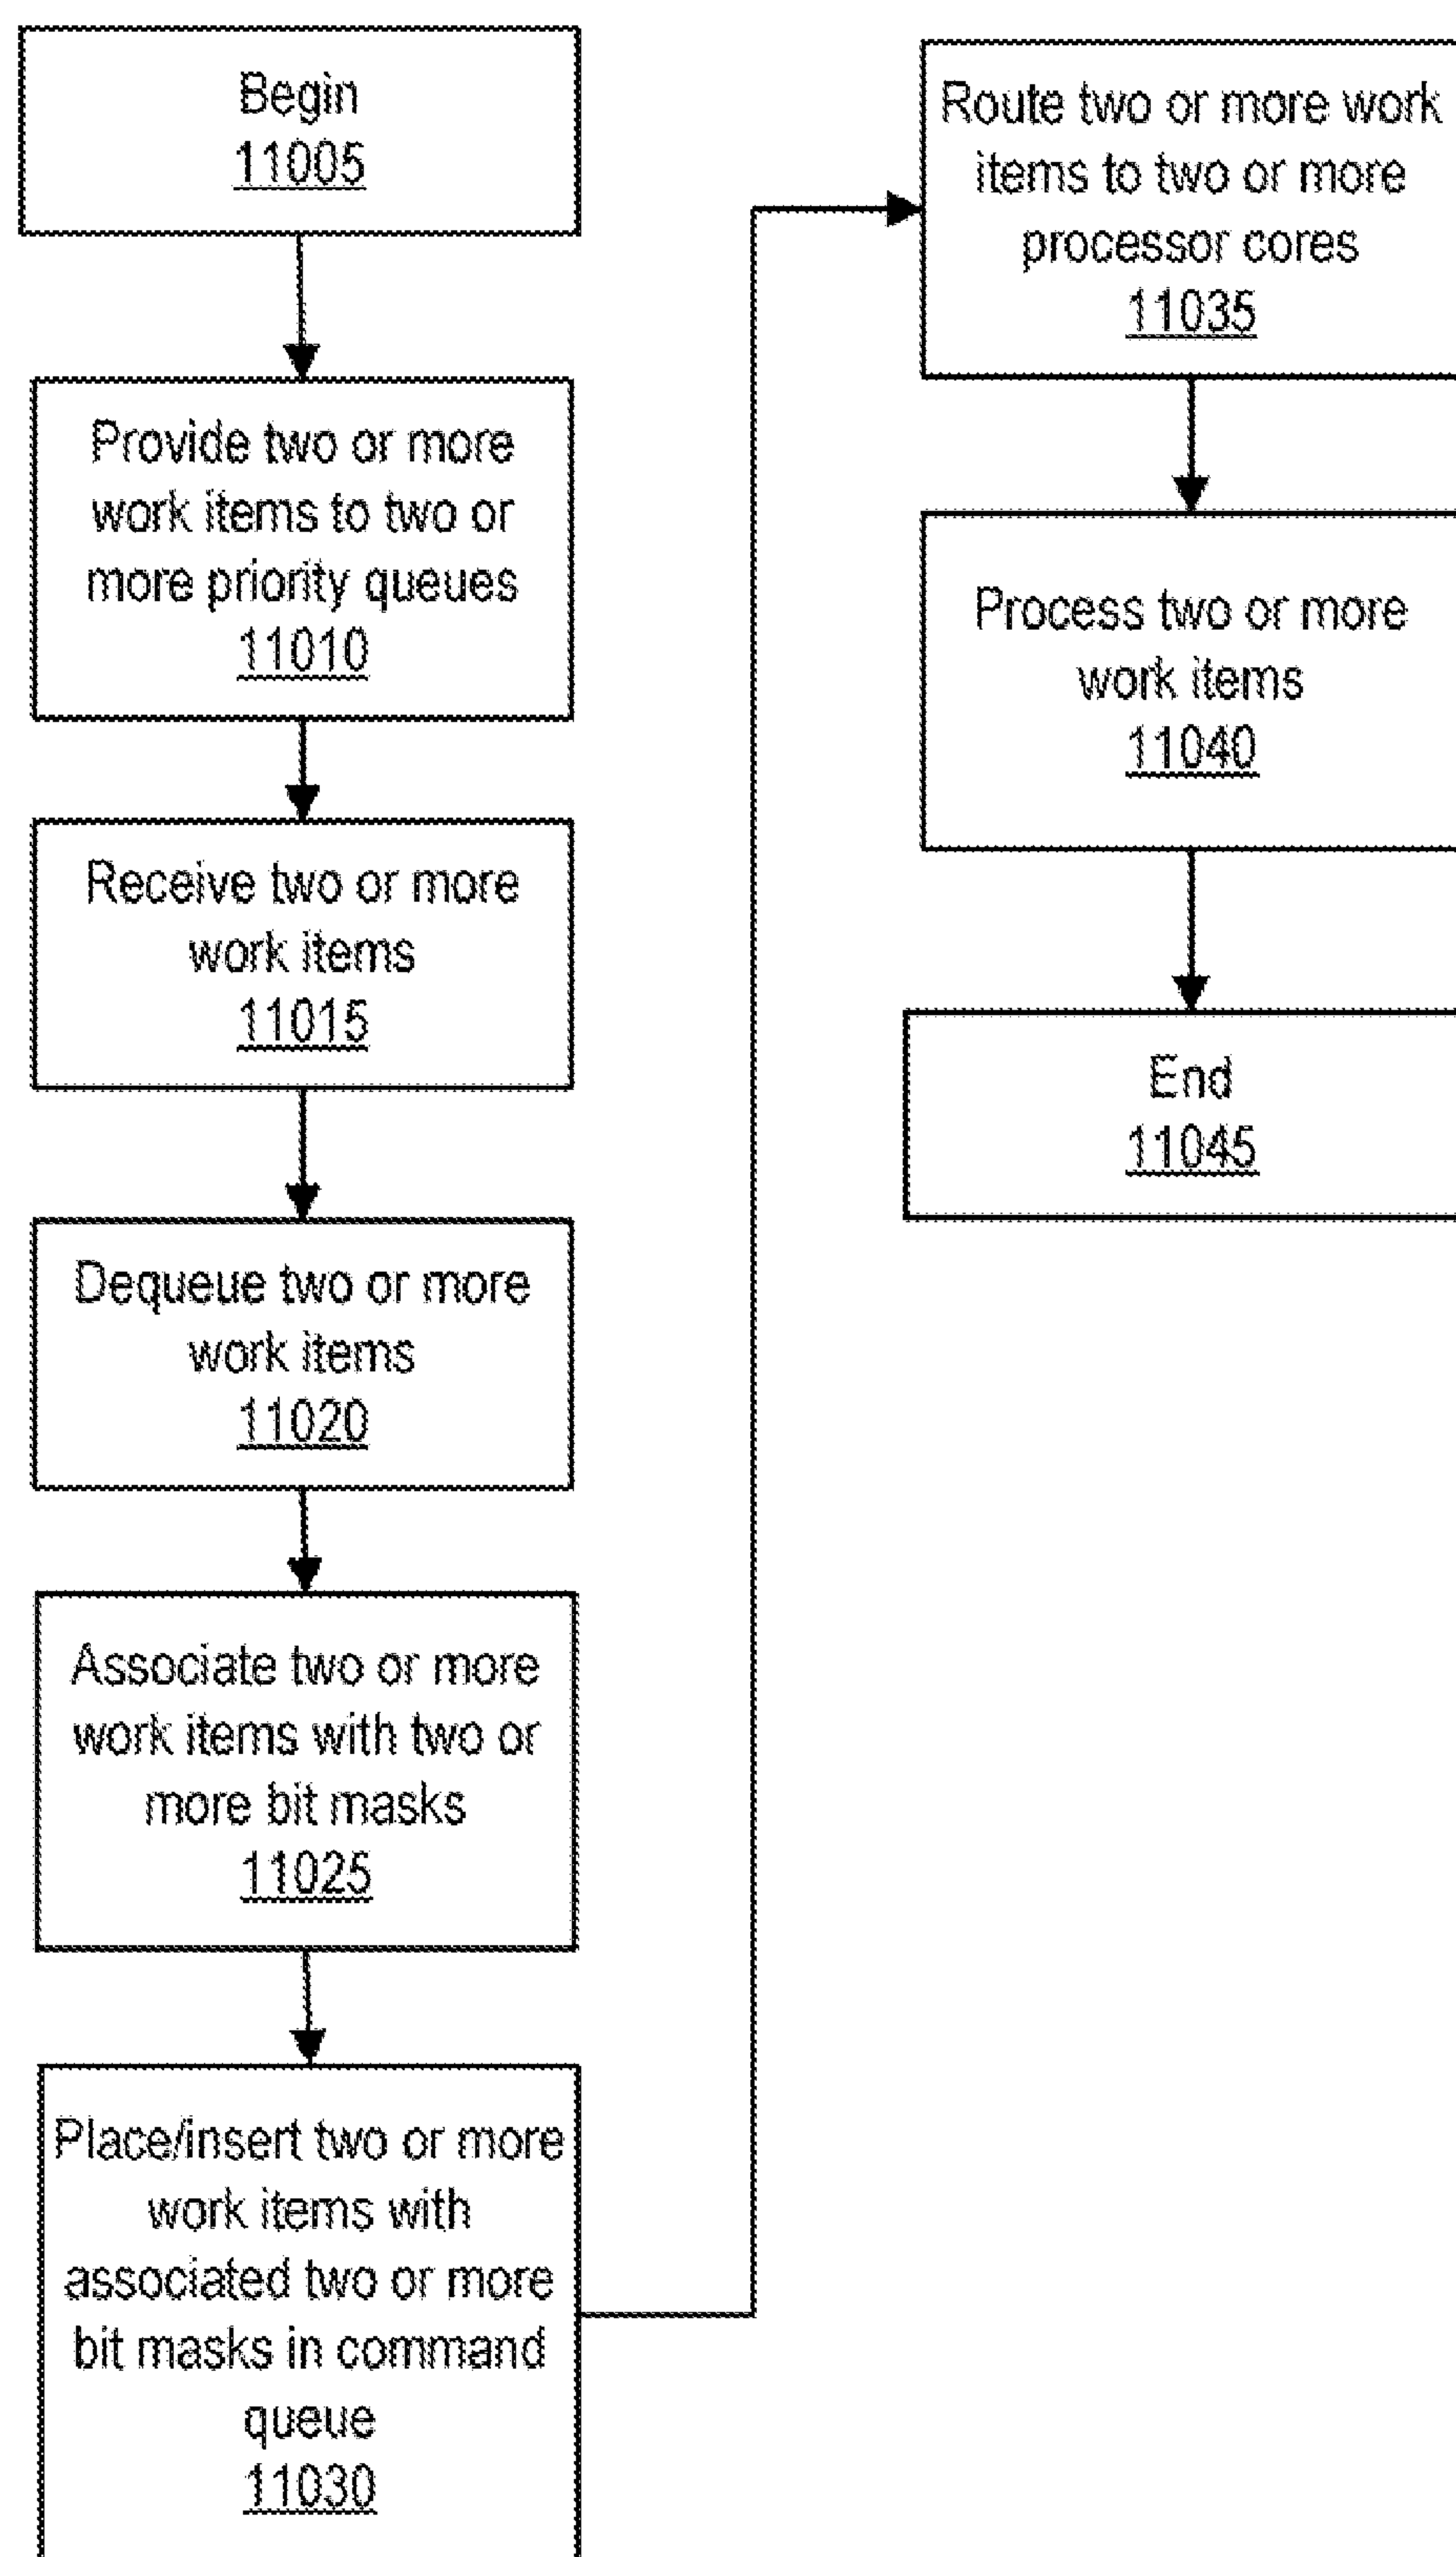 Begin
11005
Provide two or more
work items to two or
more priority queues
11010
Receive two or more
work items
11015
Dequeue two or more
work items
11020
Associate two or more
work items with two or
more bit masks
11025
Place/insert two or more
work items with
associated two or more
bit masks in command
queue
11030
Route two or more work
items to two or more
processor cores
11035
Process two or more
work items
11040
End
11045